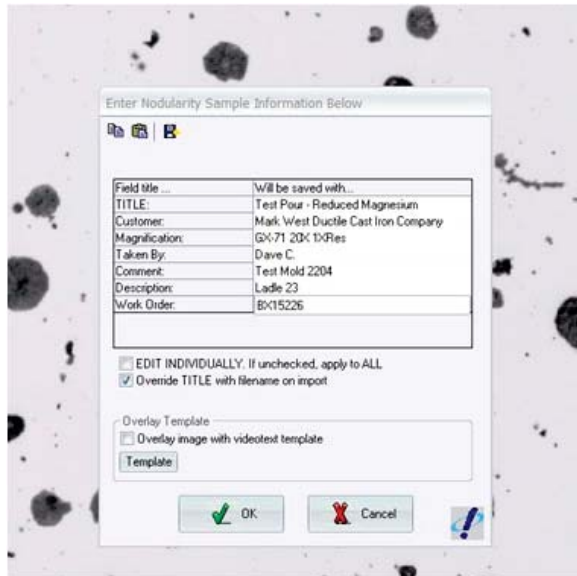 Enter Nodularity Sample Information Below
Field title ... Will be saved with...
TITLE: Test Pour - Reduced Magnesium
Customer: Mark West Ductile Cast Iron Company
Magnification: GX-71 20X 1XRes
Taken By: Dave C.
Comment: Test Mold 2204
Description: Ladle 23
Work Order: BX15226
EDIT INDIVIDUALLY. If unchecked, apply to ALL
Override TITLE with filename on import
Overlay Template
Overlay image with videotext template
Template
OK Cancel